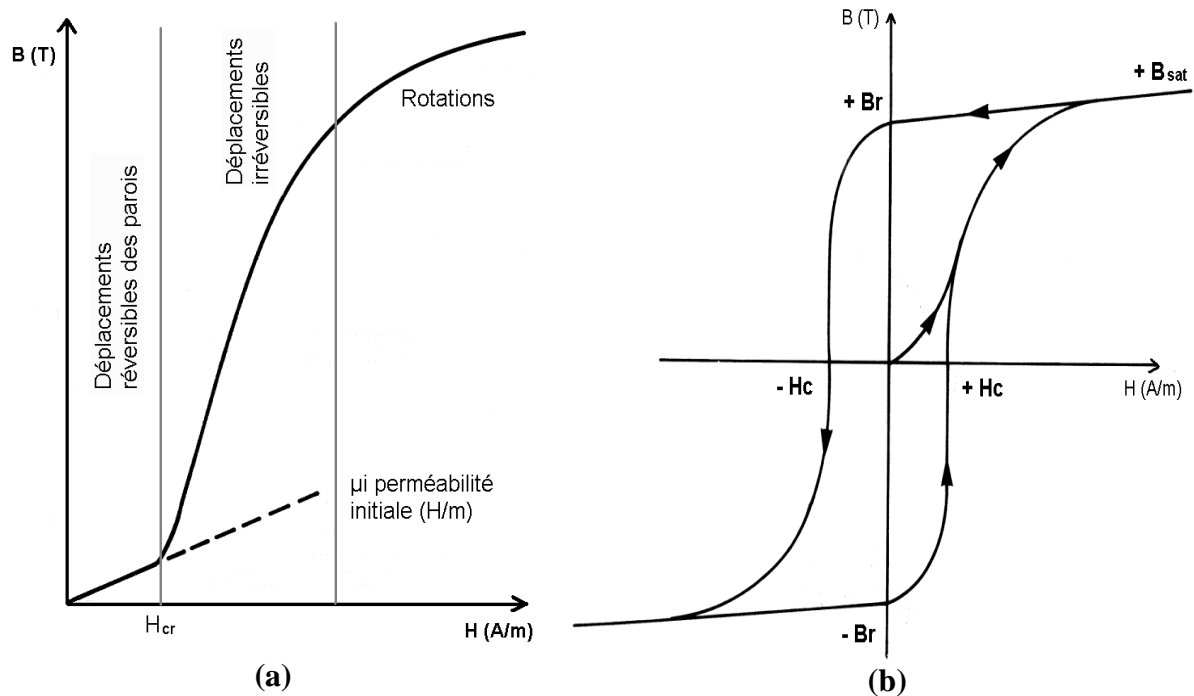 B (T)
Déplacements
réversibles des parois
Déplacements
irréversibles
Rotations
µi perméabilité
initiale (H/m)
Hcr
H (A/m)
(a)
B (T)
+ Bsat
+ Br
- Hc
+ Hc
H (A/m)
- Br
(b)